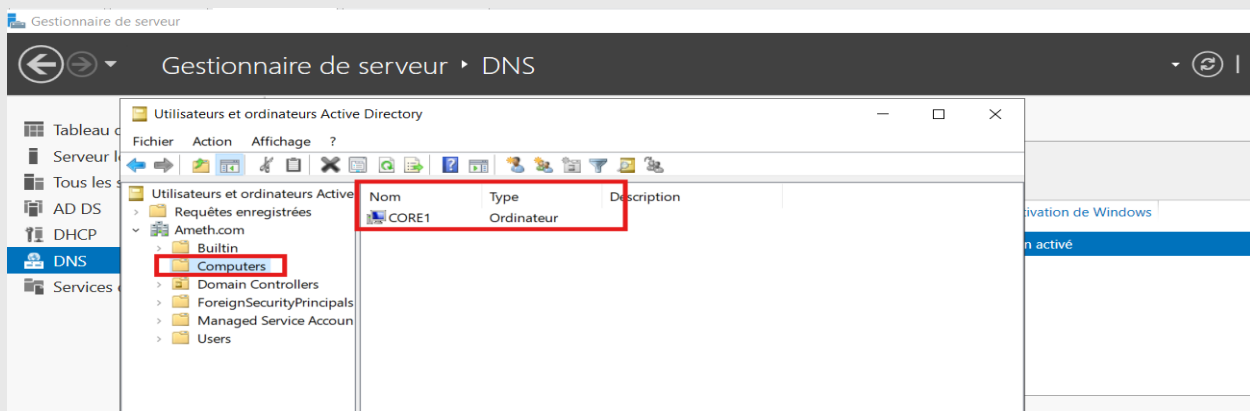 Gestionnaire de serveur
Gestionnaire de serveur ‣ DNS
Utilisateurs et ordinateurs Active Directory
Fichier Action Affichage ?
Tableau
Serveur
Tous les
AD DS
DHCP
DNS
Services
Utilisateurs et ordinateurs Active
Requêtes enregistrées
Ameth.com
Builtin
Computers
Domain Controllers
ForeignSecurityPrincipals
Managed Service Accoun
Users
Nom Type Description
CORE1 Ordinateur
ivation de Windows
n activé